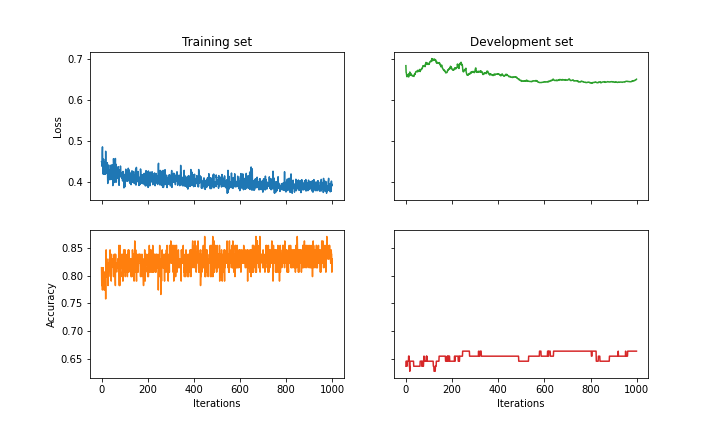 Training set
Development set
0.7
0.6
0.5
0.4
Loss
0.85
0.80
0.75
0.70
0.65
Accuracy
0 200 400 600 800 1000
0 200 400 600 800 1000
Iterations
Iterations